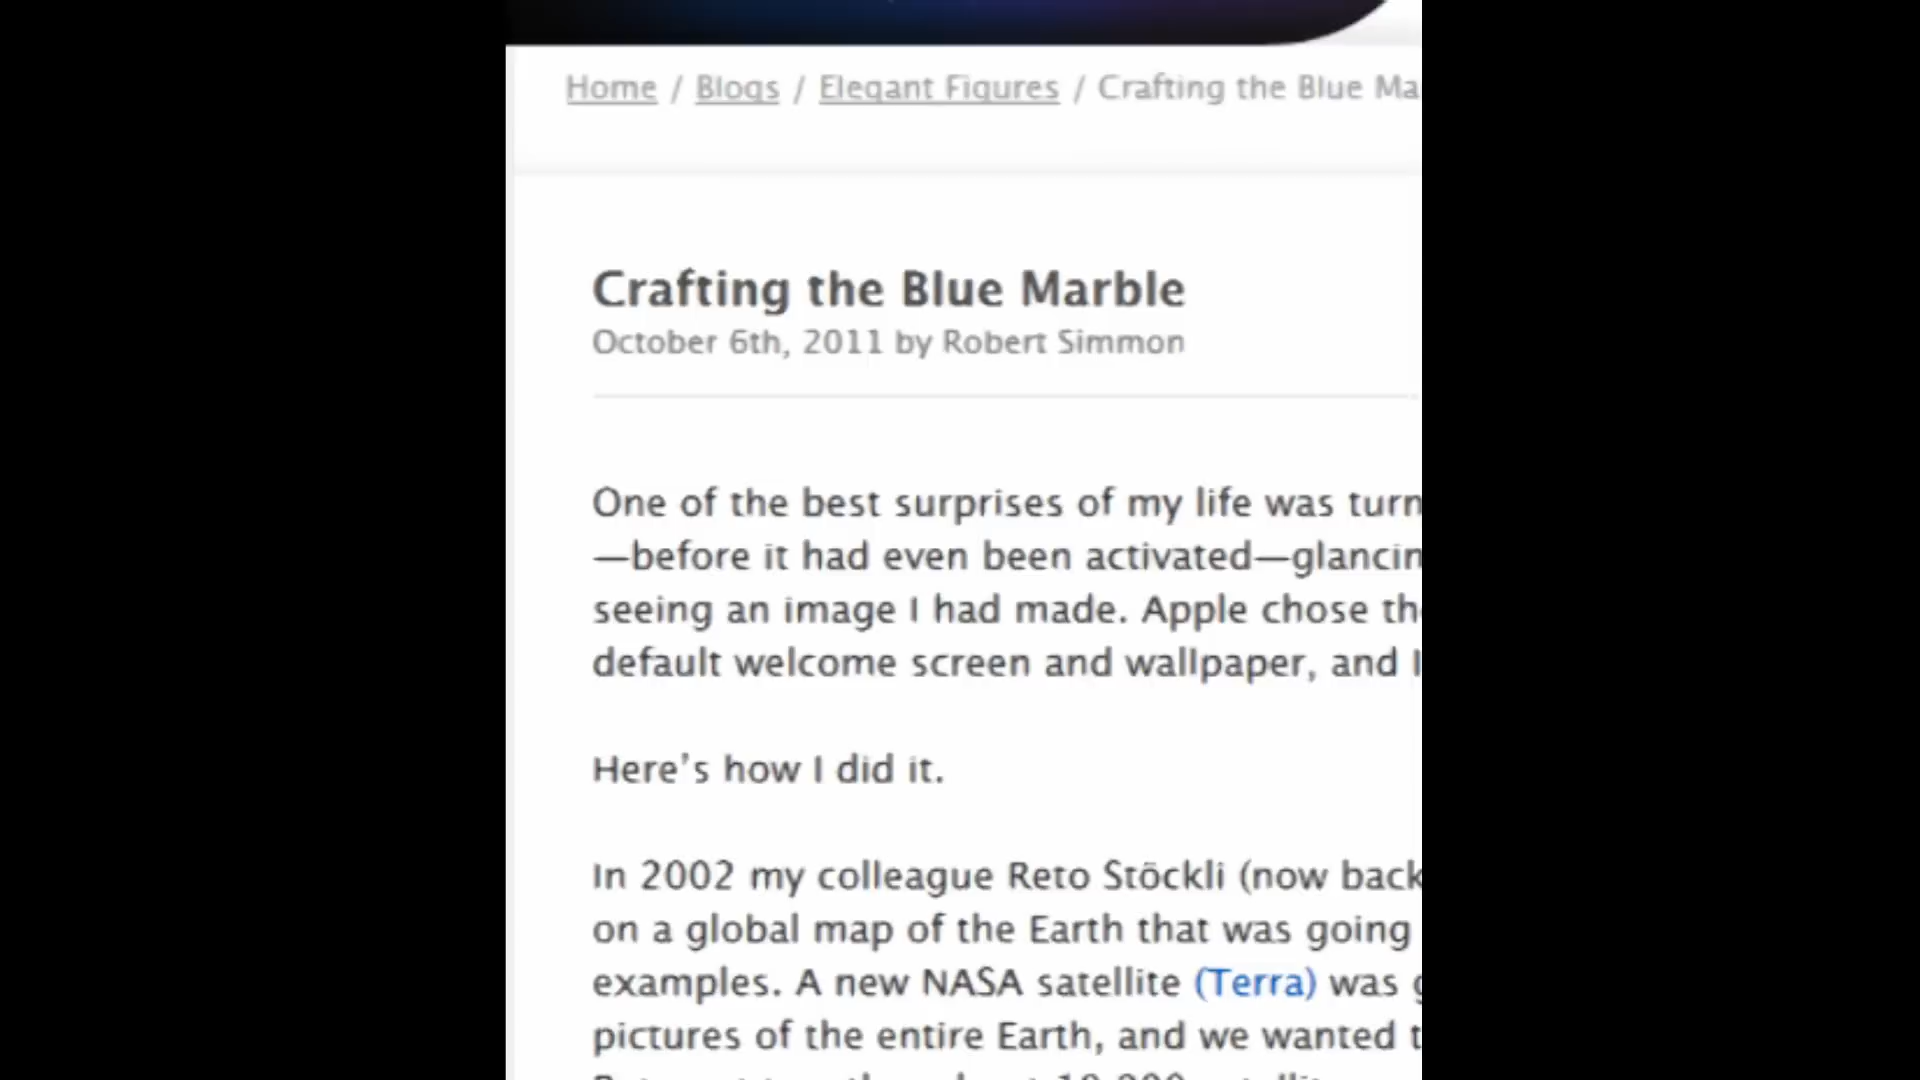 Home / Blogs / Elegant Figures / Crafting the Blue Ma
Crafting the Blue Marble
October 6th, 2011 by Robert Simmon
One of the best surprises of my life was turn
—before it had even been activated—glancin
seeing an image I had made. Apple chose the
default welcome screen and wallpaper, and I
Here’s how I did it.
In 2002 my colleague Reto Stöckli (now back
on a global map of the Earth that was going
examples. A new NASA satellite (Terra) was
pictures of the entire Earth, and we wanted t